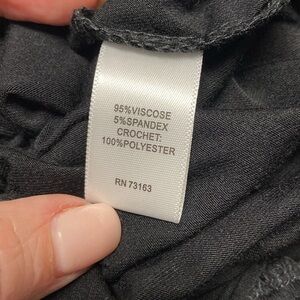 95%VISCOSE
5%SPANDEX
CROCHET:
100%POLYESTER
RN 73163